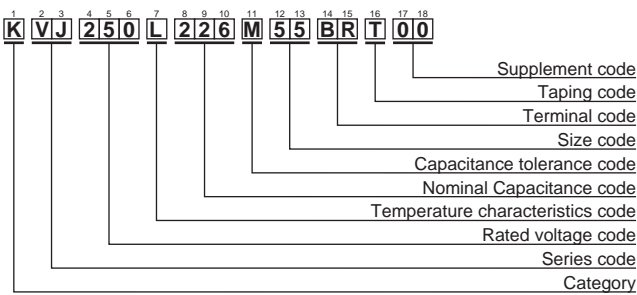 1 2 3 4 5 6 7 8 9 10 11 12 13 14 15 16 17 18
K V J 2 5 0 L 2 2 6 M 5 5 B R T 0 0
Supplement code
Taping code
Terminal code
Size code
Capacitance tolerance code
Nominal Capacitance code
Temperature characteristics code
Rated voltage code
Series code
Category